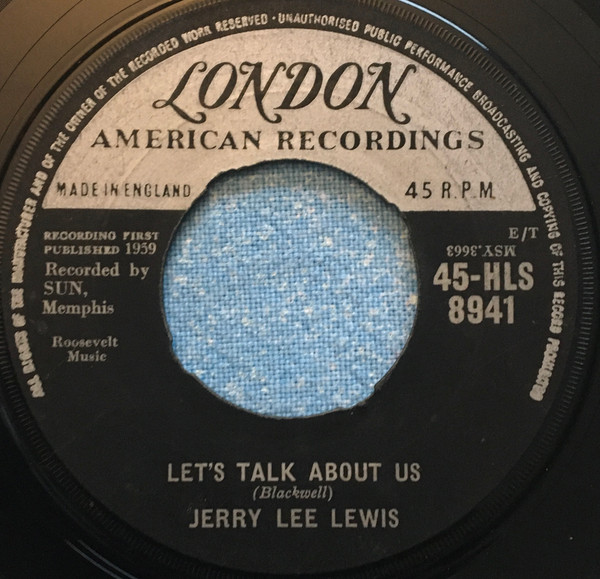 ALL RIGHTS OF THE MANUFACTURER AND OF THE OWNER OF THE RECORDED WORK RESERVED · UNAUTHORISED PUBLIC PERFORMANCE BROADCASTING AND COPYING OF THIS RECORD PROHIBITED
LONDON
AMERICAN RECORDINGS
MADE IN ENGLAND
45 R.P.M.
RECORDING FIRST
PUBLISHED 1959
Recorded by
SUN,
Memphis
Roosevelt
Music
E/T
MSY.3663
45-HLS
8941
LET'S TALK ABOUT US
(Blackwell)
JERRY LEE LEWIS